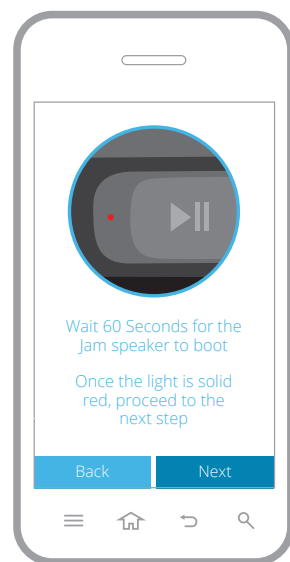 Wait 60 Seconds for the
Jam speaker to boot
Once the light is solid
red, proceed to the
next step
Back
Next